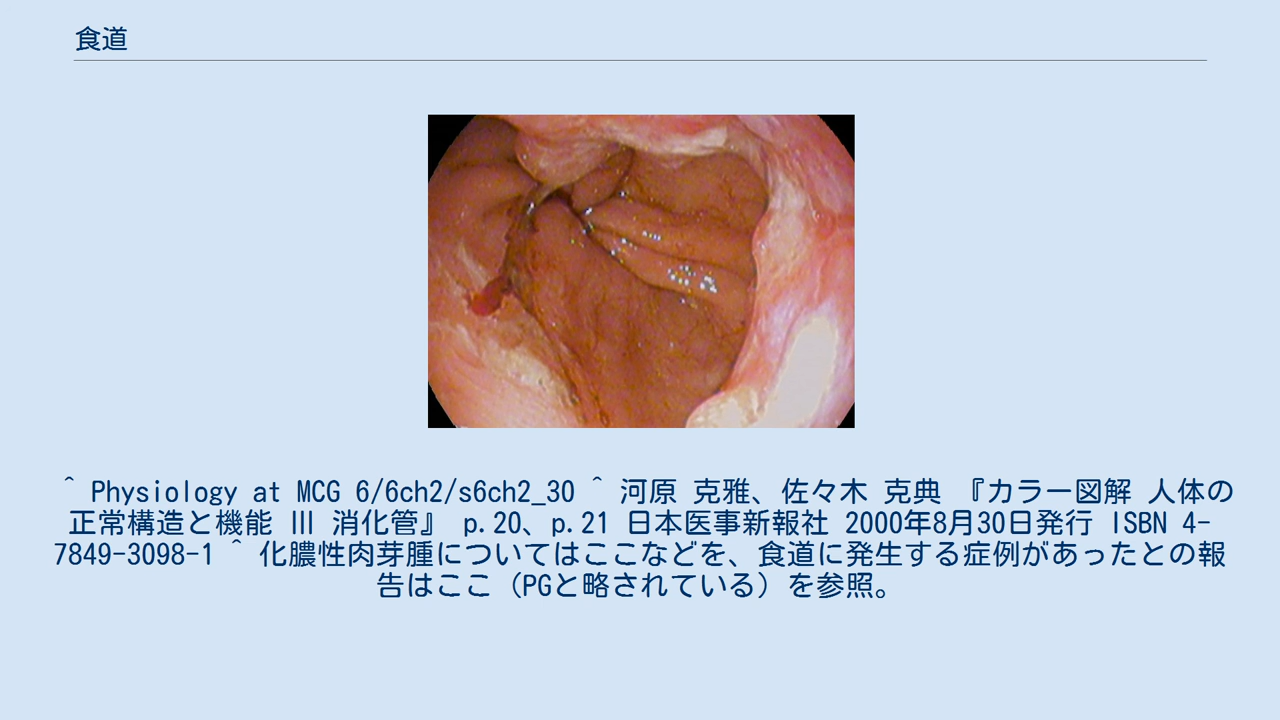 食道
^ Physiology at MCG 6/6ch2/s6ch2_30 ^ 河原 克雅、佐々木 克典 『カラー図解 人体の
正常構造と機能 Ⅲ 消化管』 p.20、p.21 日本医事新報社 2000年8月30日発行 ISBN 4-
7849-3098-1 ^ 化膿性肉芽腫についてはここなどを、食道に発生する症例があったとの報
告はここ（PGと略されている）を参照。